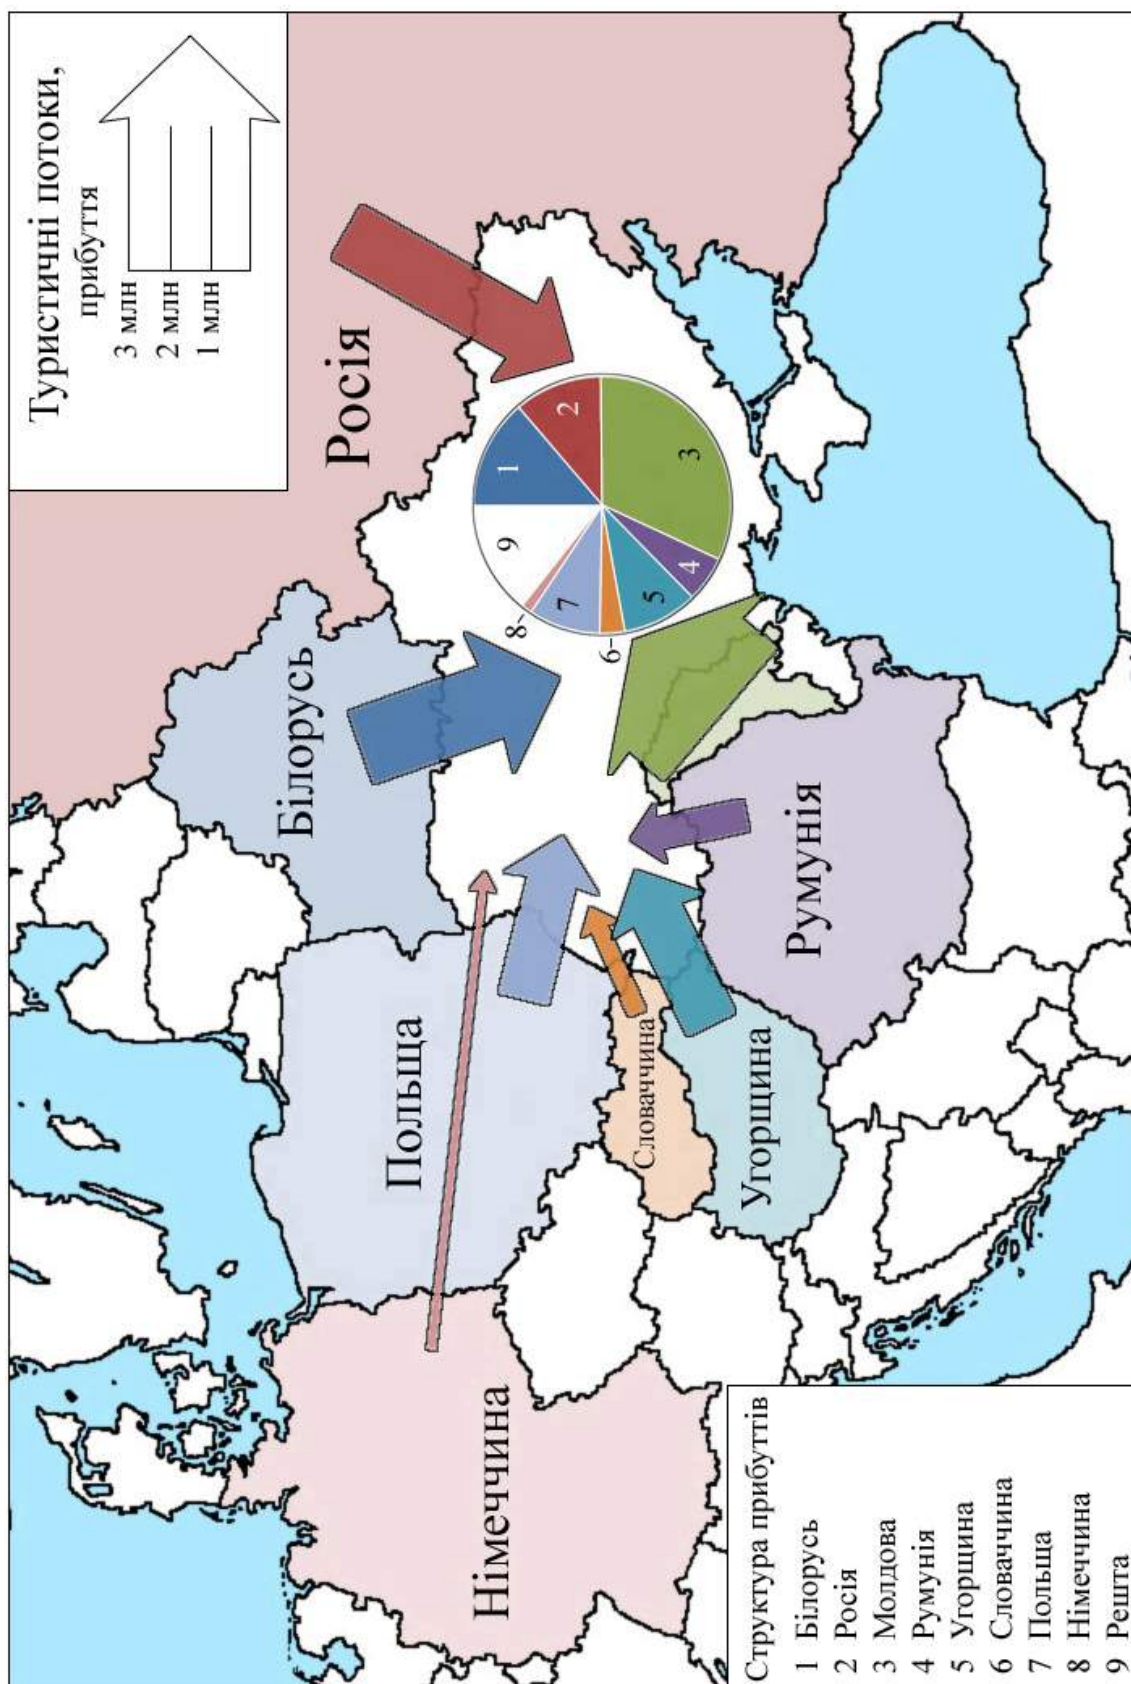 Туристичні потоки,
прибуття
3 млн
2 млн
1 млн
Росія
Білорусь
Польща
Німеччина
Словаччина
Угорщина
Румунія
1
2
3
4
5
6
7
8
9
Структура прибуттів
1 Білорусь
2 Росія
3 Молдова
4 Румунія
5 Угорщина
6 Словаччина
7 Польща
8 Німеччина
9 Решта